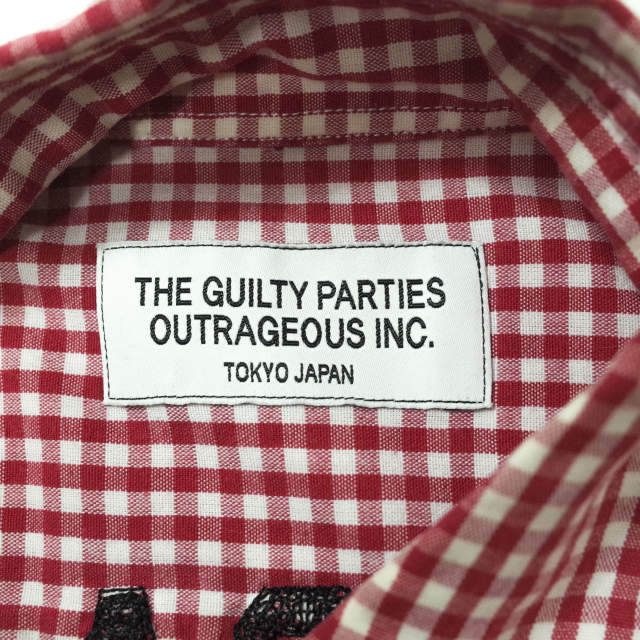 THE GUILTY PARTIES
OUTRAGEOUS INC.
TOKYO JAPAN